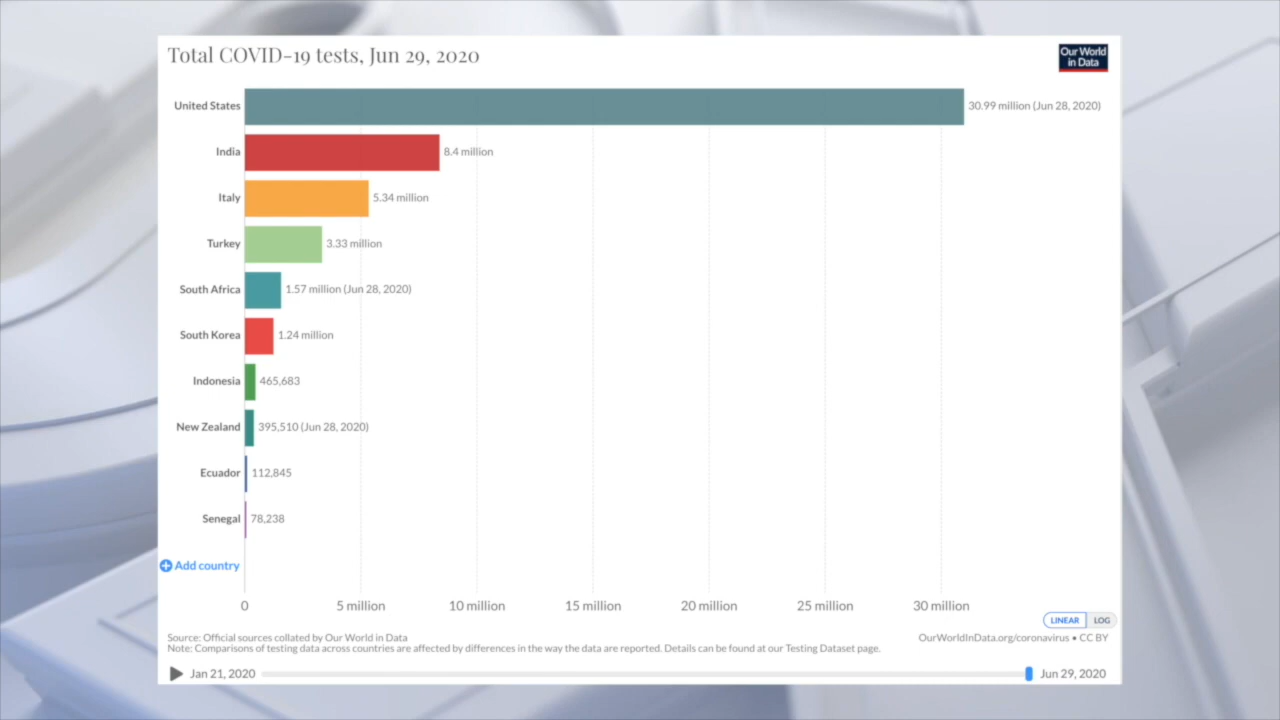 Total COVID-19 tests, Jun 29, 2020
Our World
in Data
United States 30.99 million (Jun 28, 2020)
India 8.4 million
Italy 5.34 million
Turkey 3.33 million
South Africa 1.57 million (Jun 28, 2020)
South Korea 1.24 million
Indonesia 465,683
New Zealand 395,510 (Jun 28, 2020)
Ecuador 112,845
Senegal 78,238
Add country
0 5 million 10 million 15 million 20 million 25 million 30 million
LINEAR LOG
Source: Official sources collated by Our World in Data OurWorldInData.org/coronavirus • CC BY
Note: Comparisons of testing data across countries are affected by differences in the way the data are reported. Details can be found at our Testing Dataset page.
Jan 21, 2020 Jun 29, 2020